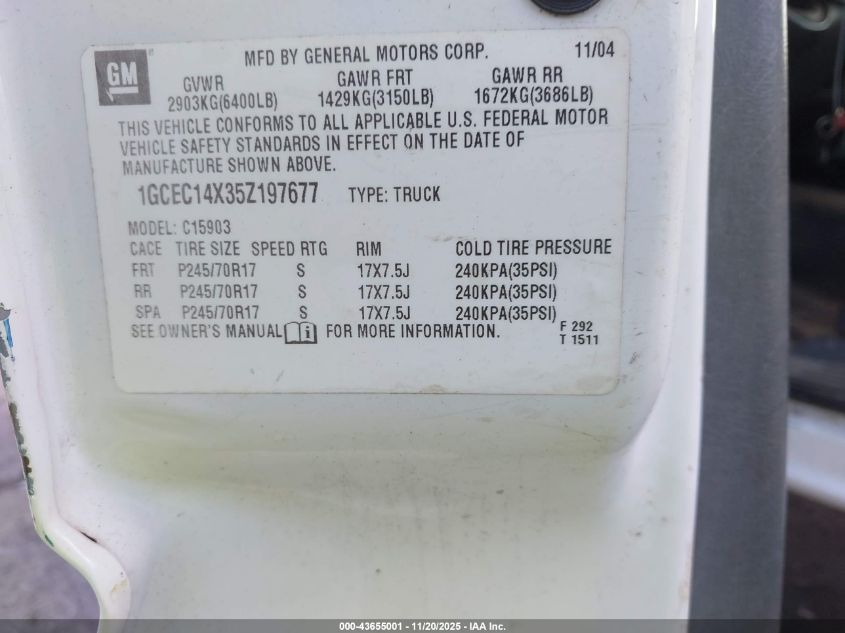 MFD BY GENERAL MOTORS CORP. 11/04
GM
GVWR GAWR FRT GAWR RR
2903KG(6400LB) 1429KG(3150LB) 1672KG(3686LB)
THIS VEHICLE CONFORMS TO ALL APPLICABLE U.S. FEDERAL MOTOR
VEHICLE SAFETY STANDARDS IN EFFECT ON THE DATE OF
MANUFACTURE SHOWN ABOVE.
1GCEC14X35Z197677 TYPE: TRUCK
MODEL: C15903
CACE TIRE SIZE SPEED RTG RIM COLD TIRE PRESSURE
FRT P245/70R17 S 17X7.5J 240KPA(35PSI)
RR P245/70R17 S 17X7.5J 240KPA(35PSI)
SPA P245/70R17 S 17X7.5J 240KPA(35PSI)
SEE OWNER'S MANUAL i FOR MORE INFORMATION.
F 292
T 1511
000-43655001 - 11/20/2025 - IAA Inc.